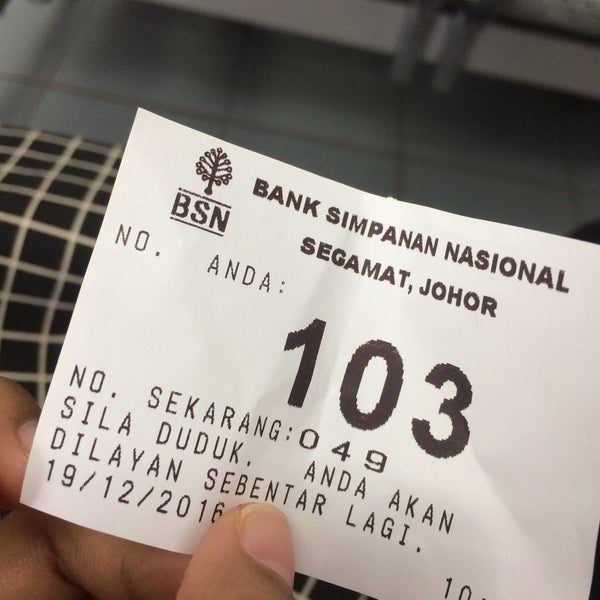 BSN
BANK SIMPANAN NASIONAL
SEGAMAT, JOHOR
NO. ANDA:
103
NO. SEKARANG:049
SILA DUDUK. ANDA AKAN
DILAYAN SEBENTAR LAGI.
19/12/2016
10